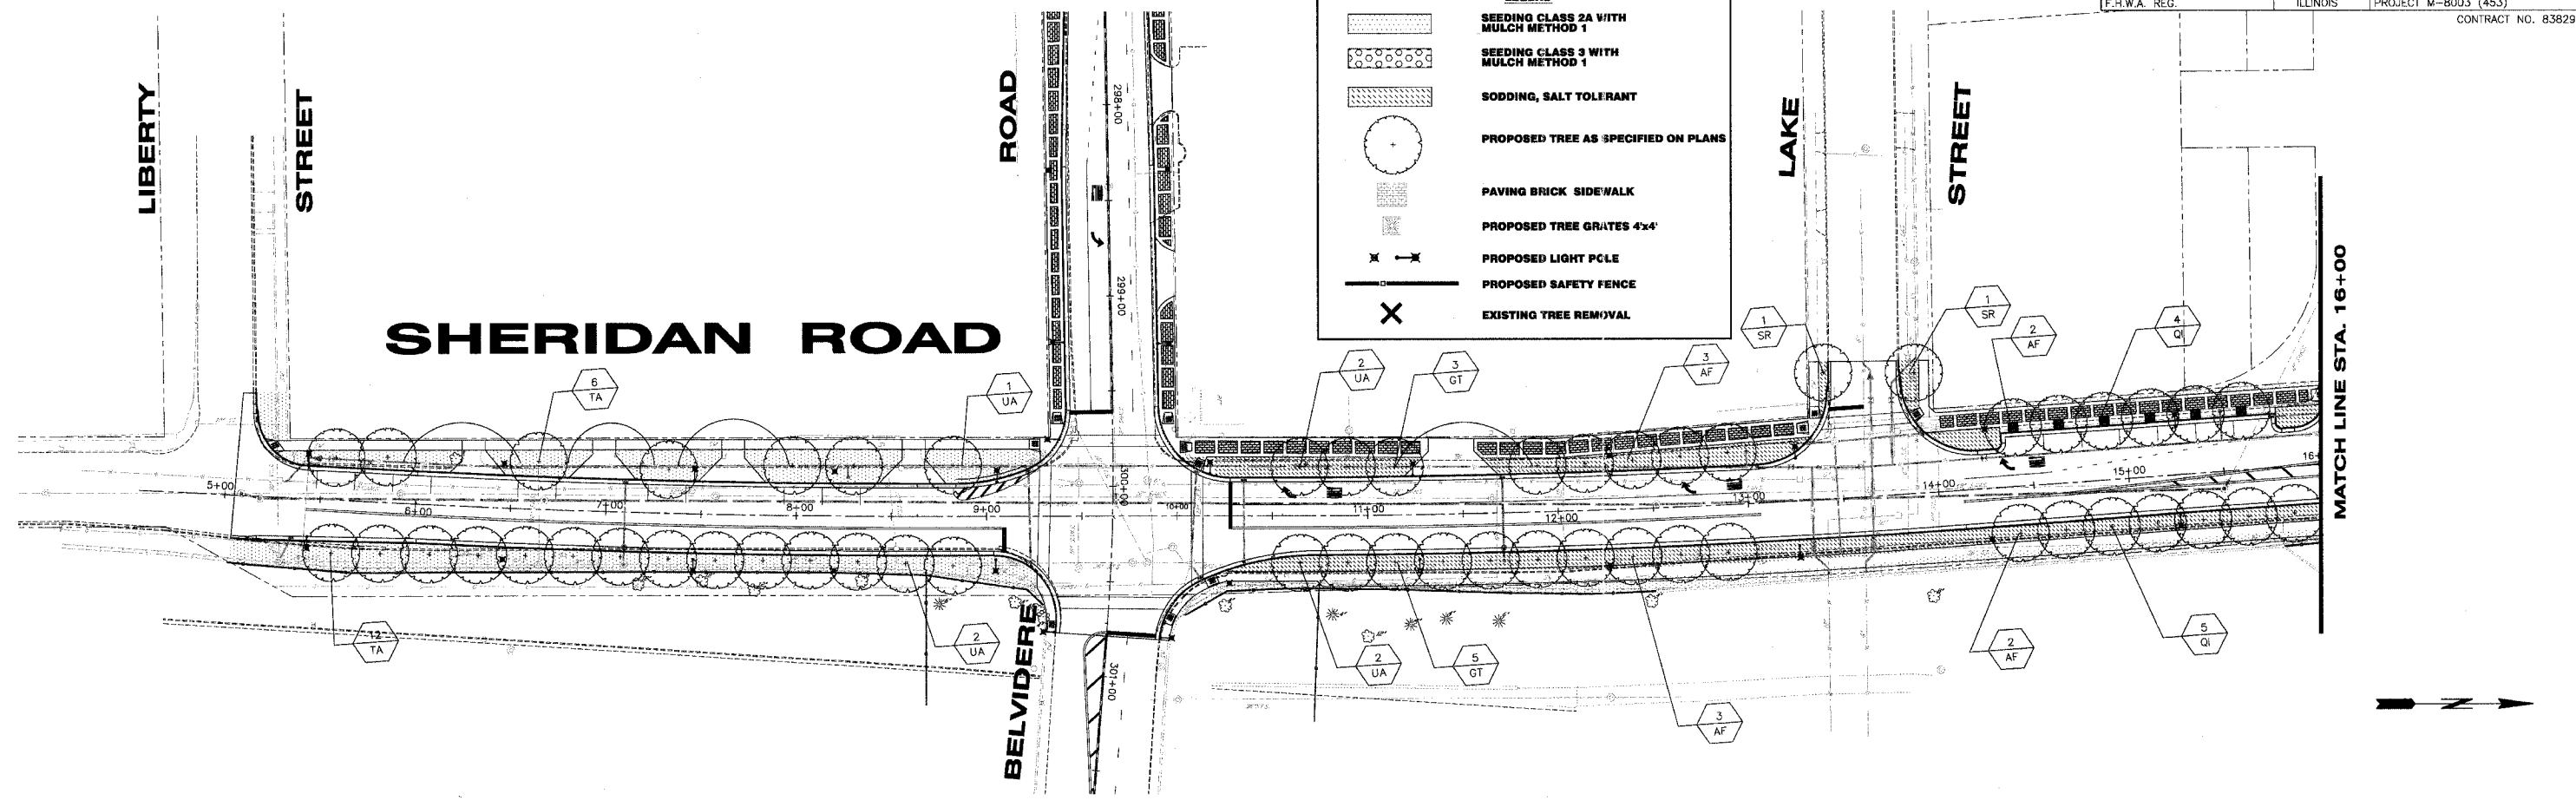 F.H.W.A. REG. ILLINOIS PROJECT M-8003 (453)
CONTRACT NO. 83829
SEEDING CLASS 2A WITH
MULCH METHOD 1
SEEDING CLASS 3 WITH
MULCH METHOD 1
SODDING, SALT TOLERANT
PROPOSED TREE AS SPECIFIED ON PLANS
PAVING BRICK SIDEWALK
PROPOSED TREE GRATES 4'x4'
PROPOSED LIGHT POLE
PROPOSED SAFETY FENCE
EXISTING TREE REMOVAL
LIBERTY
STREET
ROAD
298+00
299+00
LAKE
STREET
MATCH LINE STA. 16+00
SHERIDAN ROAD
6
TA
1
UA
2
UA
3
GT
3
AF
1
SR
1
SR
2
AF
4
QI
5+00
6+00
7+00
8+00
9+00
300+00
10+00
11+00
12+00
13+00
14+00
15+00
16+
12
TA
2
UA
BELVIDERE
301+00
2
UA
5
GT
3
AF
2
AF
5
QI
Z